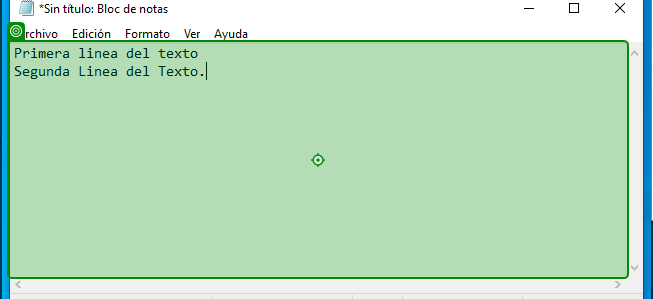 *Sin título: Bloc de notas
rchivo Edición Formato Ver Ayuda
Primera linea del texto
Segunda Linea del Texto.